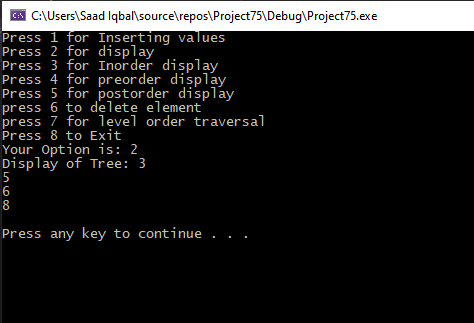 C:\Users\Saad Iqbal\source\repos\Project75\Debug\Project75.exe
Press 1 for Inserting values
Press 2 for display
Press 3 for Inorder display
Press 4 for preorder display
Press 5 for postorder display
press 6 to delete element
press 7 for level order traversal
Press 8 to Exit
Your Option is: 2
Display of Tree: 3
5
6
8
Press any key to continue . . .